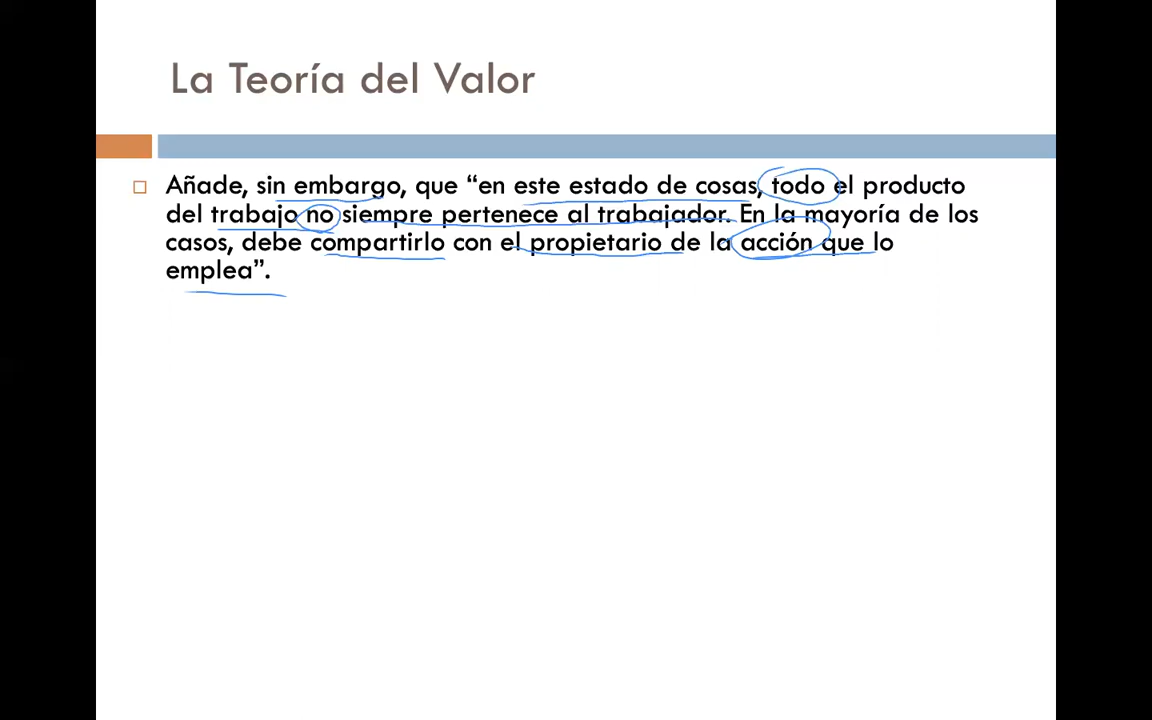 La Teoría del Valor
Añade, sin embargo, que “en este estado de cosas, todo el producto
del trabajo no siempre pertenece al trabajador. En la mayoría de los
casos, debe compartirlo con el propietario de la acción que lo
emplea”.